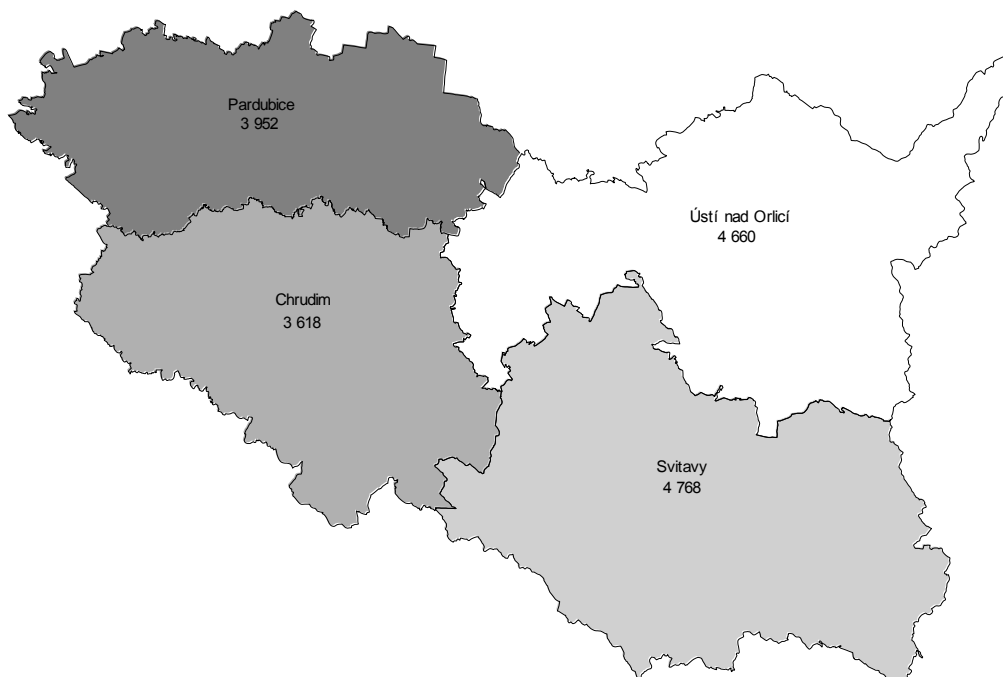 Pardubice
3 952
Ústí nad Orlicí
4 660
Chrudim
3 618
Svitavy
4 768